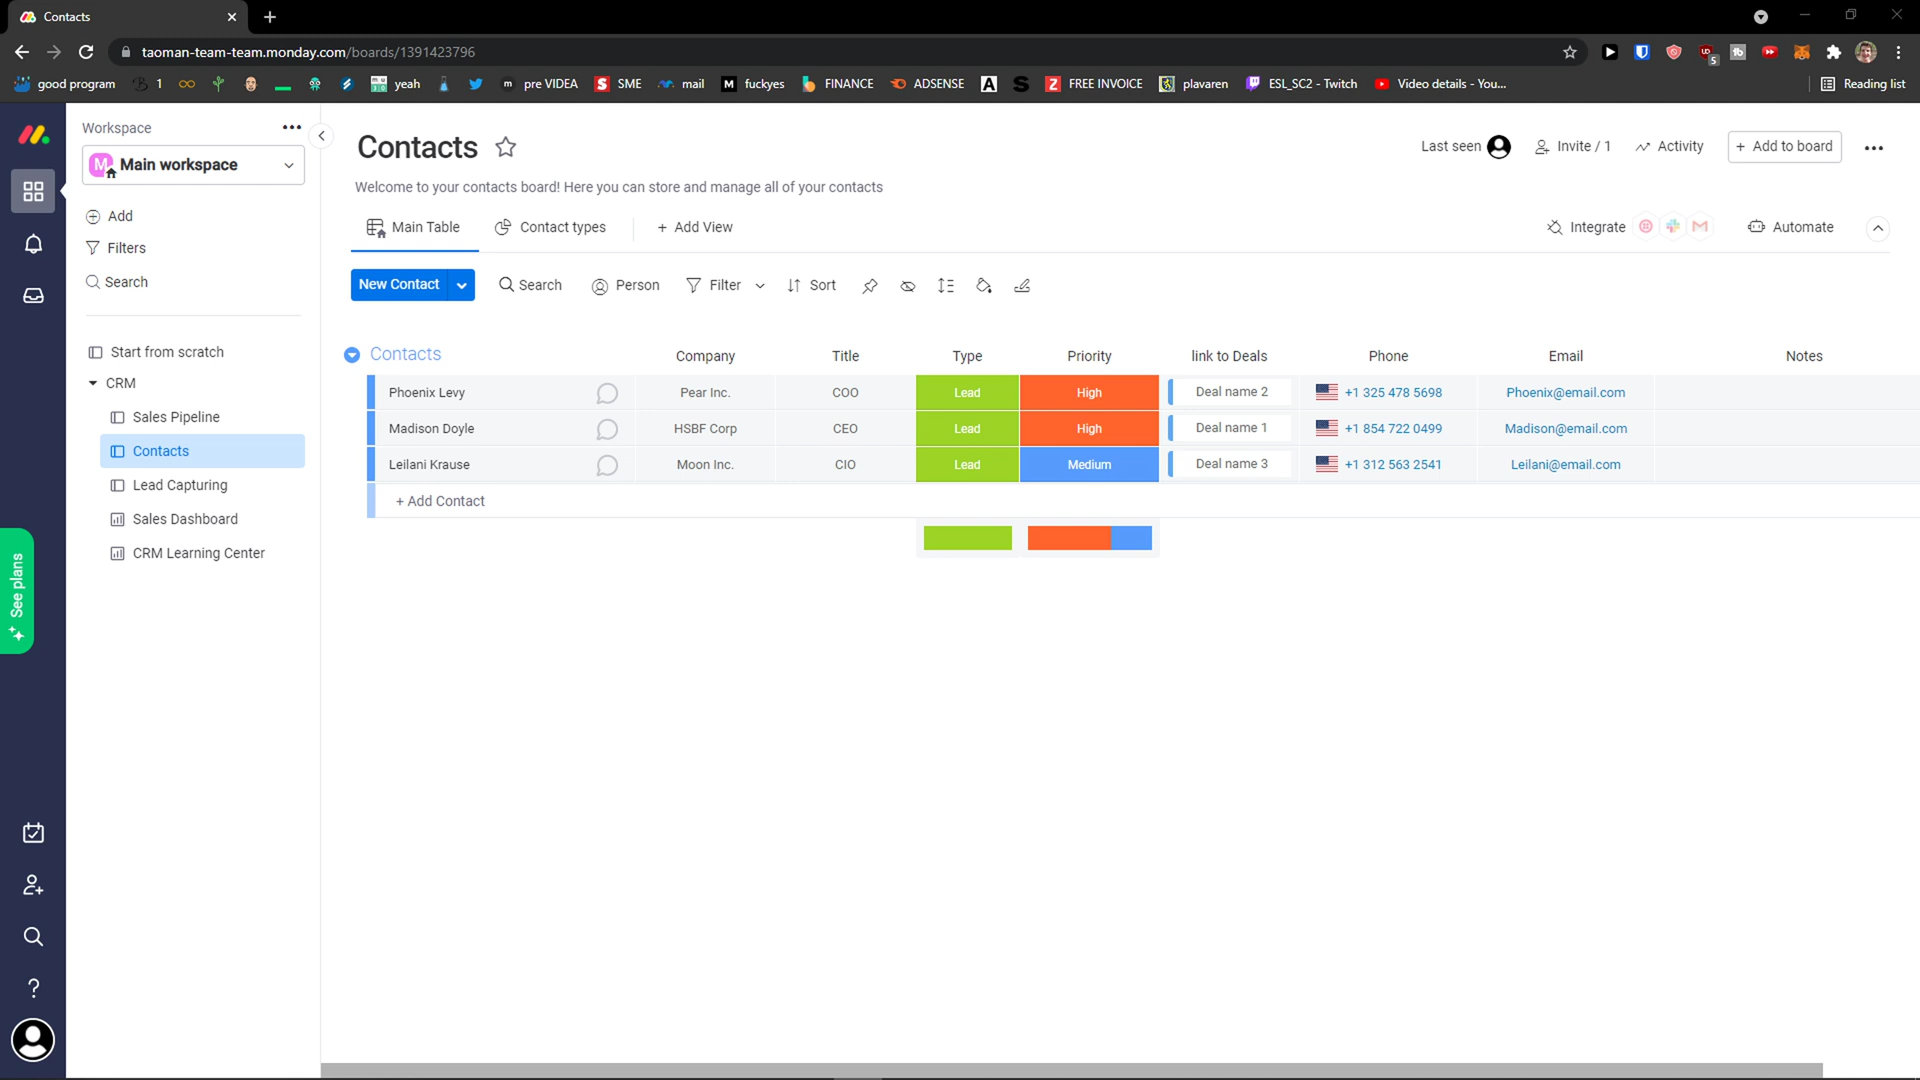 Contacts
taoman-team-team.monday.com/boards/1391423796
good program
1
yeah
pre VIDEA
SME
mail
fuckyes
FINANCE
ADSENSE
FREE INVOICE
plavaren
ESL_SC2 - Twitch
Video details - You...
Reading list
5
Workspace
M
Main workspace
Add
Filters
Search
Start from scratch
CRM
Sales Pipeline
Contacts
Lead Capturing
Sales Dashboard
CRM Learning Center
See plans
Contacts
Last seen
Invite / 1
Activity
+ Add to board
Welcome to your contacts board! Here you can store and manage all of your contacts
Main Table
Contact types
+ Add View
Integrate
Automate
New Contact
Search
Person
Filter
Sort
Contacts Company Title Type Priority link to Deals Phone Email Notes
Phoenix Levy Pear Inc. COO Lead High Deal name 2 +1 325 478 5698 Phoenix@email.com
Madison Doyle HSBF Corp CEO Lead High Deal name 1 +1 854 722 0499 Madison@email.com
Leilani Krause Moon Inc. CIO Lead Medium Deal name 3 +1 312 563 2541 Leilani@email.com
+ Add Contact